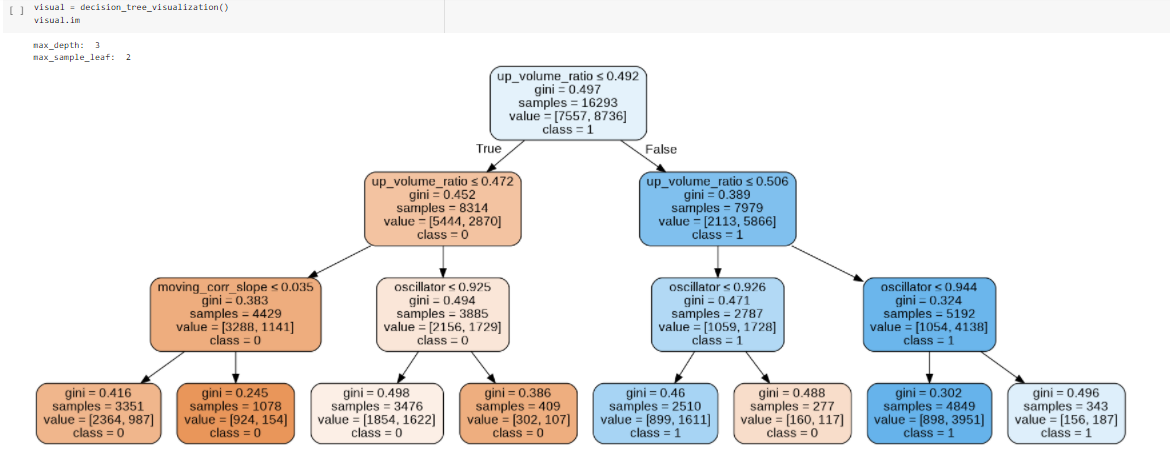 [ ] visual = decision_tree_visualization()
visual.im
max_depth: 3
max_sample_leaf: 2
up_volume_ratio ≤ 0.492
gini = 0.497
samples = 16293
value = [7557, 8736]
class = 1
True
False
up_volume_ratio ≤ 0.472
gini = 0.452
samples = 8314
value = [5444, 2870]
class = 0
up_volume_ratio ≤ 0.506
gini = 0.389
samples = 7979
value = [2113, 5866]
class = 1
moving_corr_slope ≤ 0.035
gini = 0.383
samples = 4429
value = [3288, 1141]
class = 0
oscillator ≤ 0.925
gini = 0.494
samples = 3885
value = [2156, 1729]
class = 0
oscillator ≤ 0.926
gini = 0.471
samples = 2787
value = [1059, 1728]
class = 1
oscillator ≤ 0.944
gini = 0.324
samples = 5192
value = [1054, 4138]
class = 1
gini = 0.416
samples = 3351
value = [2364, 987]
class = 0
gini = 0.245
samples = 1078
value = [924, 154]
class = 0
gini = 0.498
samples = 3476
value = [1854, 1622]
class = 0
gini = 0.386
samples = 409
value = [302, 107]
class = 0
gini = 0.46
samples = 2510
value = [899, 1611]
class = 1
gini = 0.488
samples = 277
value = [160, 117]
class = 0
gini = 0.302
samples = 4849
value = [898, 3951]
class = 1
gini = 0.496
samples = 343
value = [156, 187]
class = 1